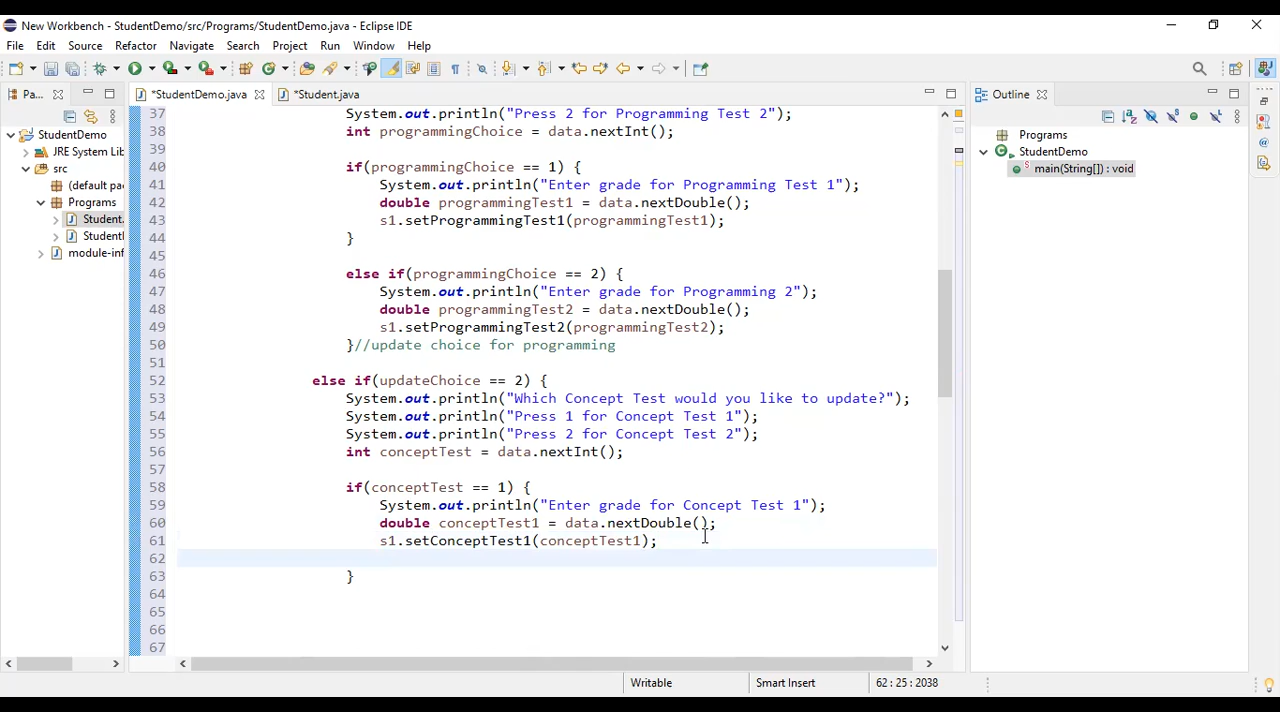 New Workbench - StudentDemo/src/Programs/StudentDemo.java - Eclipse IDE
File Edit Source Refactor Navigate Search Project Run Window Help
Pa...
*StudentDemo.java
*Student.java
Outline
StudentDemo
JRE System Lib
src
(default pac
Programs
Student.
StudentI
module-inf
37 System.out.println("Press 2 for Programming Test 2");
38 int programmingChoice = data.nextInt();
39
40 if(programmingChoice == 1) {
41 System.out.println("Enter grade for Programming Test 1");
42 double programmingTest1 = data.nextDouble();
43 s1.setProgrammingTest1(programmingTest1);
44 }
45
46 else if(programmingChoice == 2) {
47 System.out.println("Enter grade for Programming 2");
48 double programmingTest2 = data.nextDouble();
49 s1.setProgrammingTest2(programmingTest2);
50 }//update choice for programming
51
52 else if(updateChoice == 2) {
53 System.out.println("Which Concept Test would you like to update?");
54 System.out.println("Press 1 for Concept Test 1");
55 System.out.println("Press 2 for Concept Test 2");
56 int conceptTest = data.nextInt();
57
58 if(conceptTest == 1) {
59 System.out.println("Enter grade for Concept Test 1");
60 double conceptTest1 = data.nextDouble();
61 s1.setConceptTest1(conceptTest1);
62
63 }
64
65
66
67
Programs
StudentDemo
main(String[]) : void
Writable Smart Insert 62 : 25 : 2038